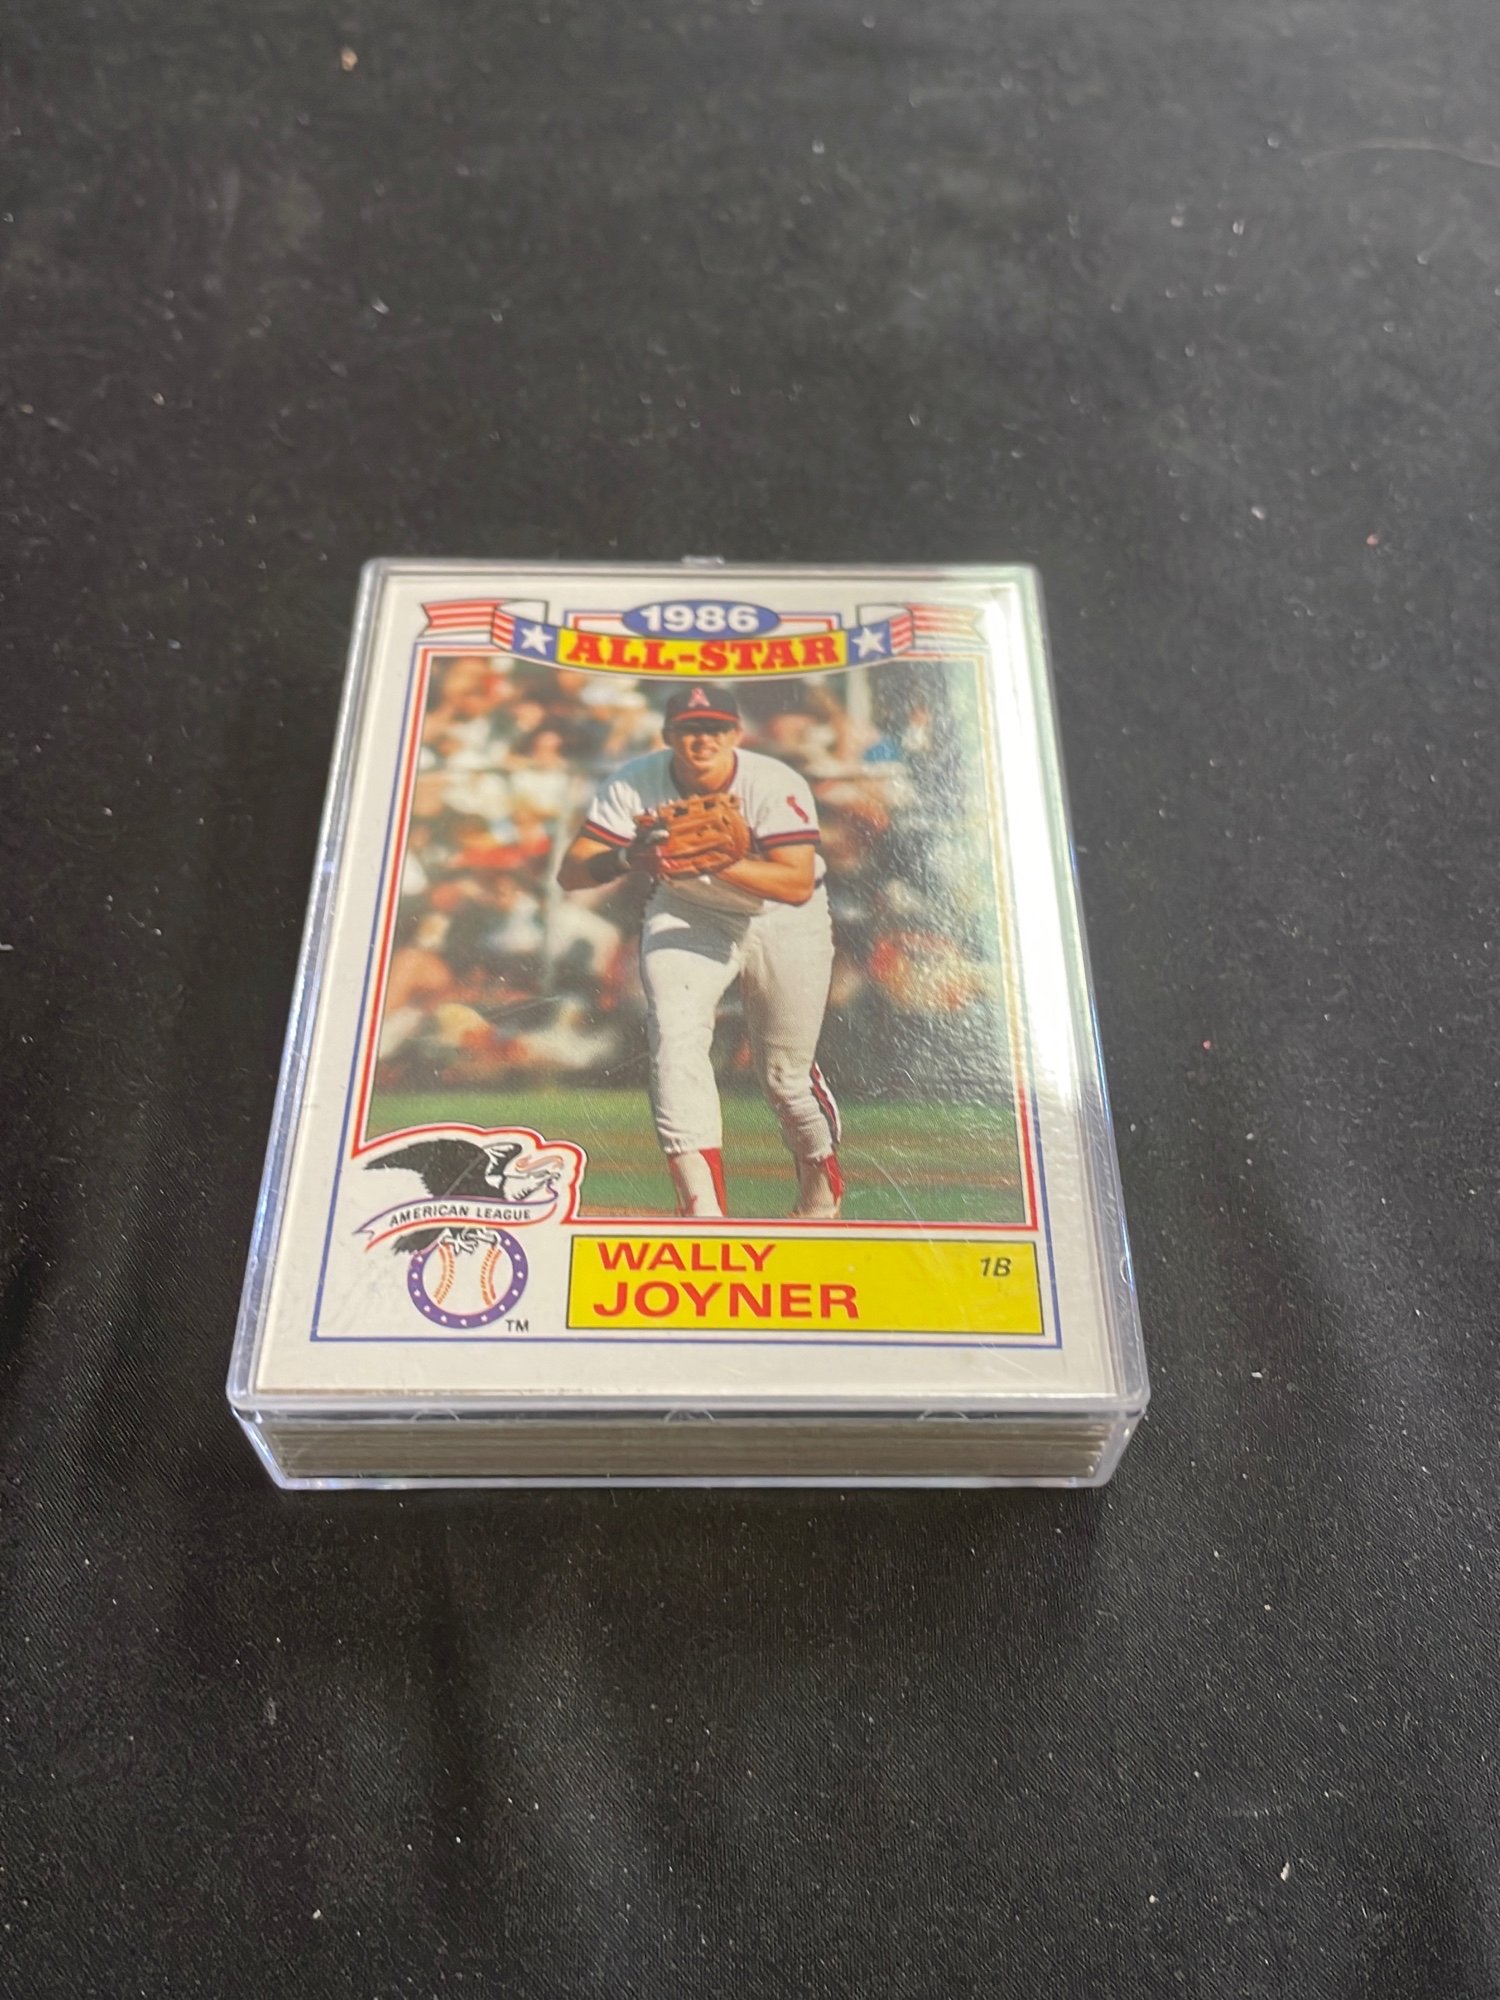 1986
ALL-STAR
A
AMERICAN LEAGUE
TM
WALLY
JOYNER
1B